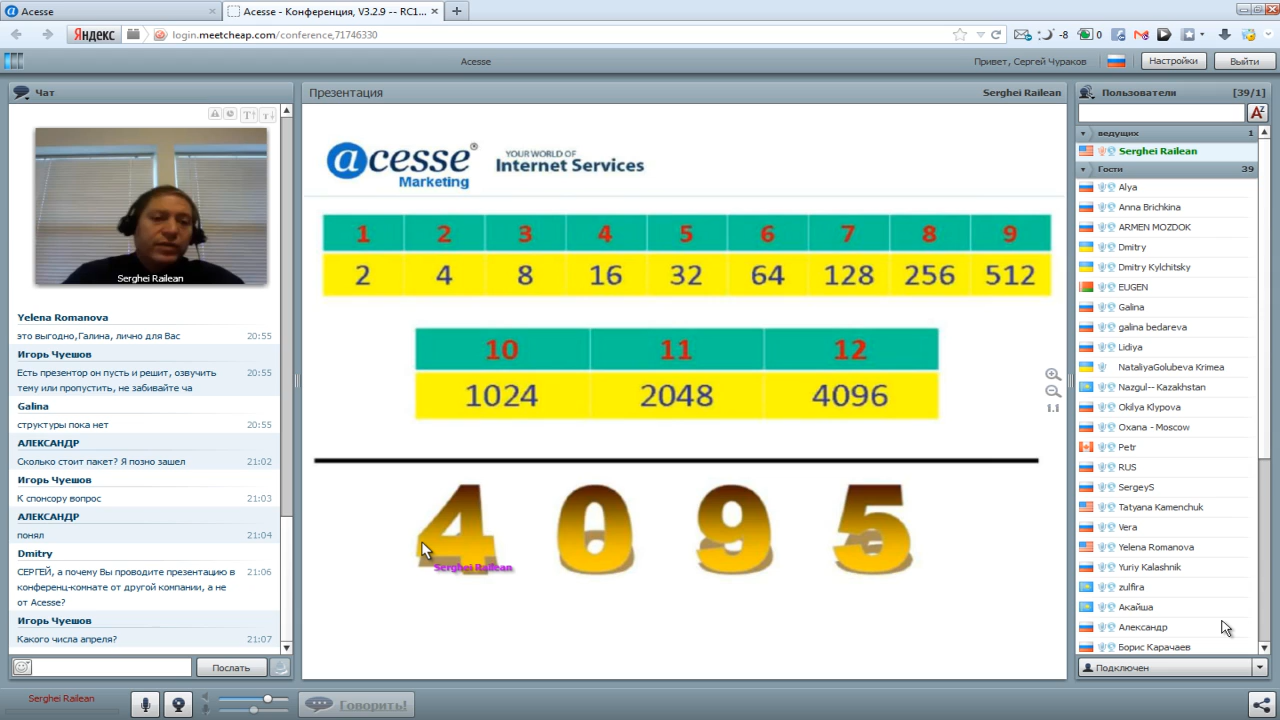 Acesse
Acesse - Конференция, V3.2.9 -- RC1...
Яндекс
login.meetcheap.com/conference,71746330
-8
0
Acesse
Привет, Сергей Чураков
Настройки
Выйти
Чат
Serghei Railean
Yelena Romanova
это выгодно,Галина, лично для Вас 20:55
Игорь Чуешов
Есть презентор он пусть и решит, озвучить 20:55
тему или пропустить, не забивайте ча
Galina
структуры пока нет 20:55
АЛЕКСАНДР
Сколько стоит пакет? Я позно зашел 21:02
Игорь Чуешов
К спонсору вопрос 21:03
АЛЕКСАНДР
понял 21:04
Dmitry
СЕРГЕЙ, а почему Вы проводите презентацию в 21:06
конференц-комнате от другой компании, а не
от Acesse?
Игорь Чуешов
Какого числа апреля? 21:07
Послать
Serghei Railean
Говорить!
Презентация
Serghei Railean
acesse®
Marketing
YOUR WORLD OF
Internet Services
1 2 3 4 5 6 7 8 9
2 4 8 16 32 64 128 256 512
10 11 12
1024 2048 4096
1.1
4 0 9 5
Serghei Railean
Пользователи [39/1]
ведущих 1
Serghei Railean
Гости 39
Alya
Anna Brichkina
ARMEN MOZDOK
Dmitry
Dmitry Kylchitsky
EUGEN
Galina
galina bedareva
Lidiya
NataliyaGolubeva Krimea
Nazgul-- Kazakhstan
Okilya Klypova
Oxana - Moscow
Petr
RUS
SergeyS
Tatyana Kamenchuk
Vera
Yelena Romanova
Yuriy Kalashnik
zulfira
Акайша
Александр
Борис Карачаев
Подключен